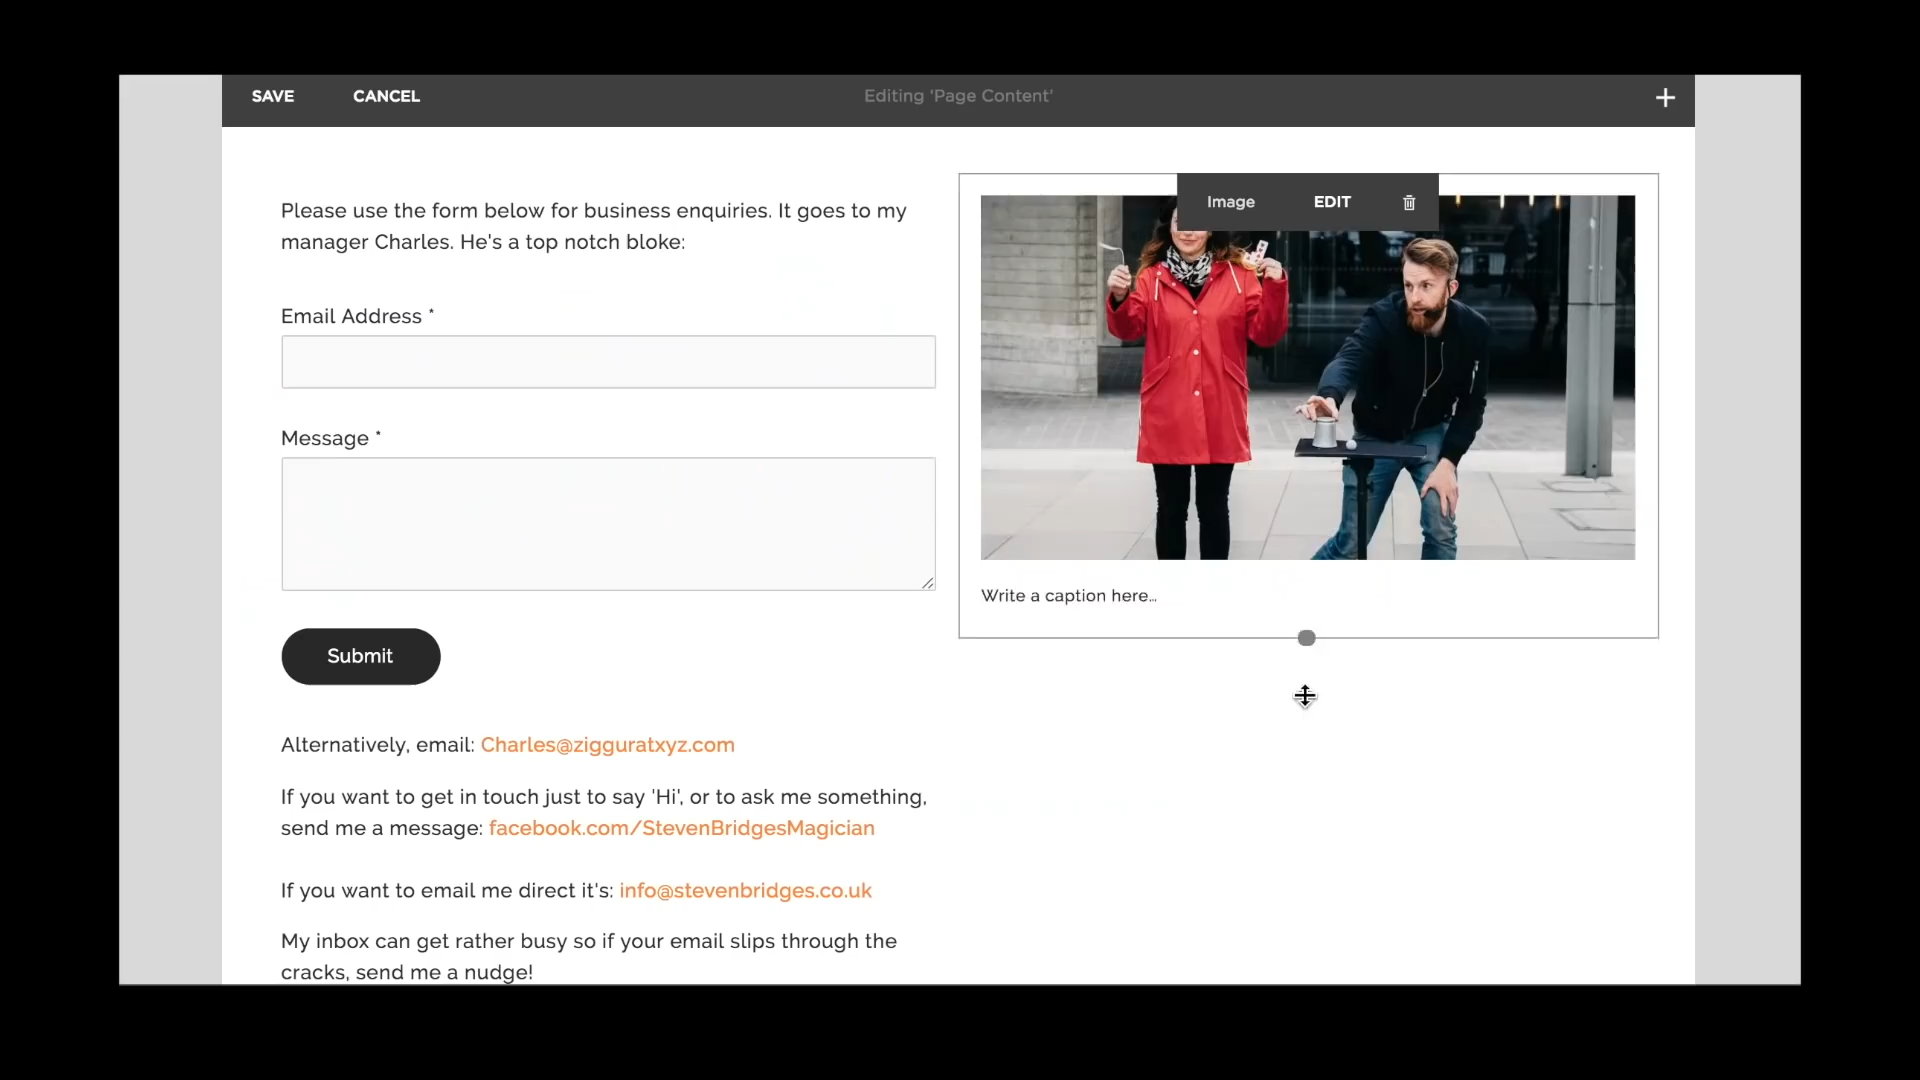 SAVE CANCEL Editing 'Page Content' +
Please use the form below for business enquiries. It goes to my
manager Charles. He's a top notch bloke:
Email Address *
Message *
Submit
Alternatively, email: Charles@zigguratxyz.com
If you want to get in touch just to say 'Hi', or to ask me something,
send me a message: facebook.com/StevenBridgesMagician
If you want to email me direct it's: info@stevenbridges.co.uk
My inbox can get rather busy so if your email slips through the
cracks, send me a nudge!
Image EDIT
Write a caption here...